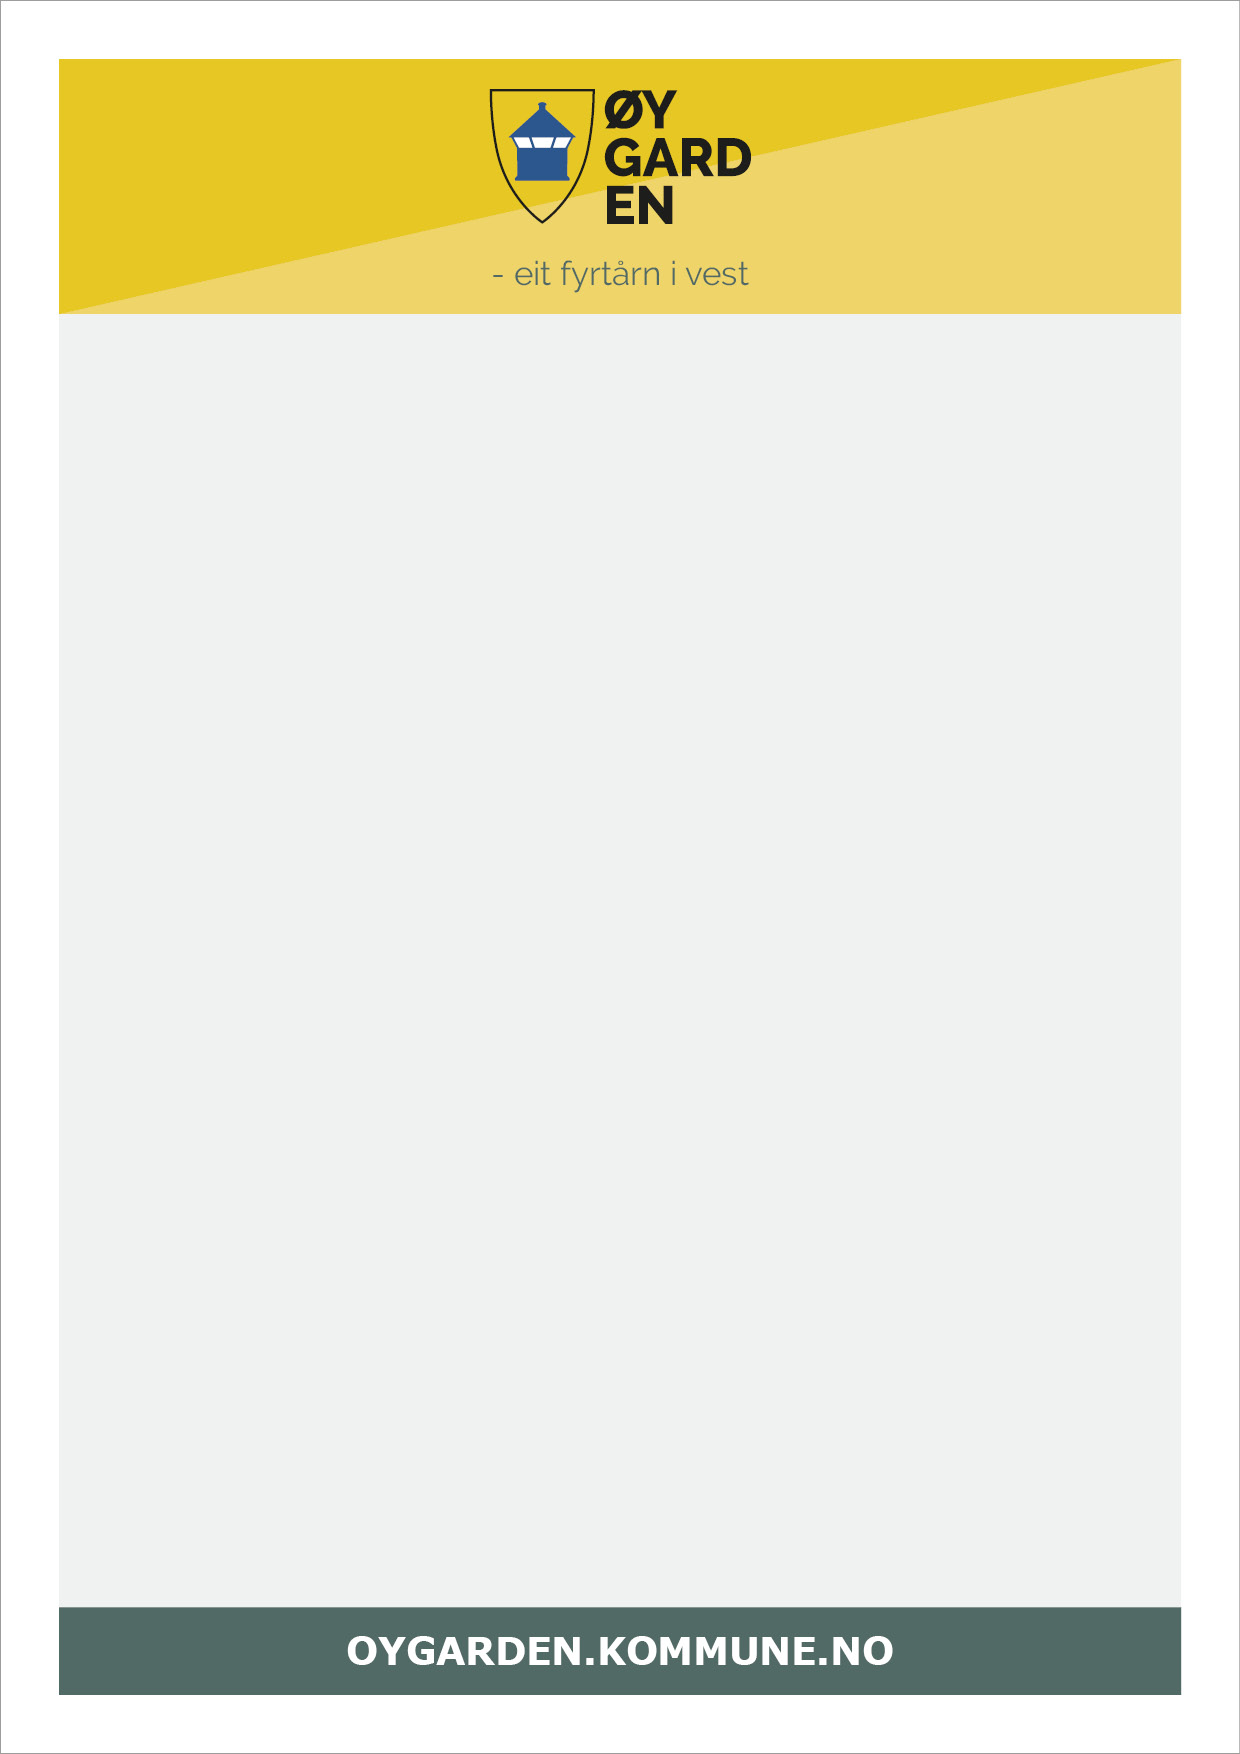 ØY
GARD
EN
- eit fyrtårn i vest
OYGARDEN.KOMMUNE.NO